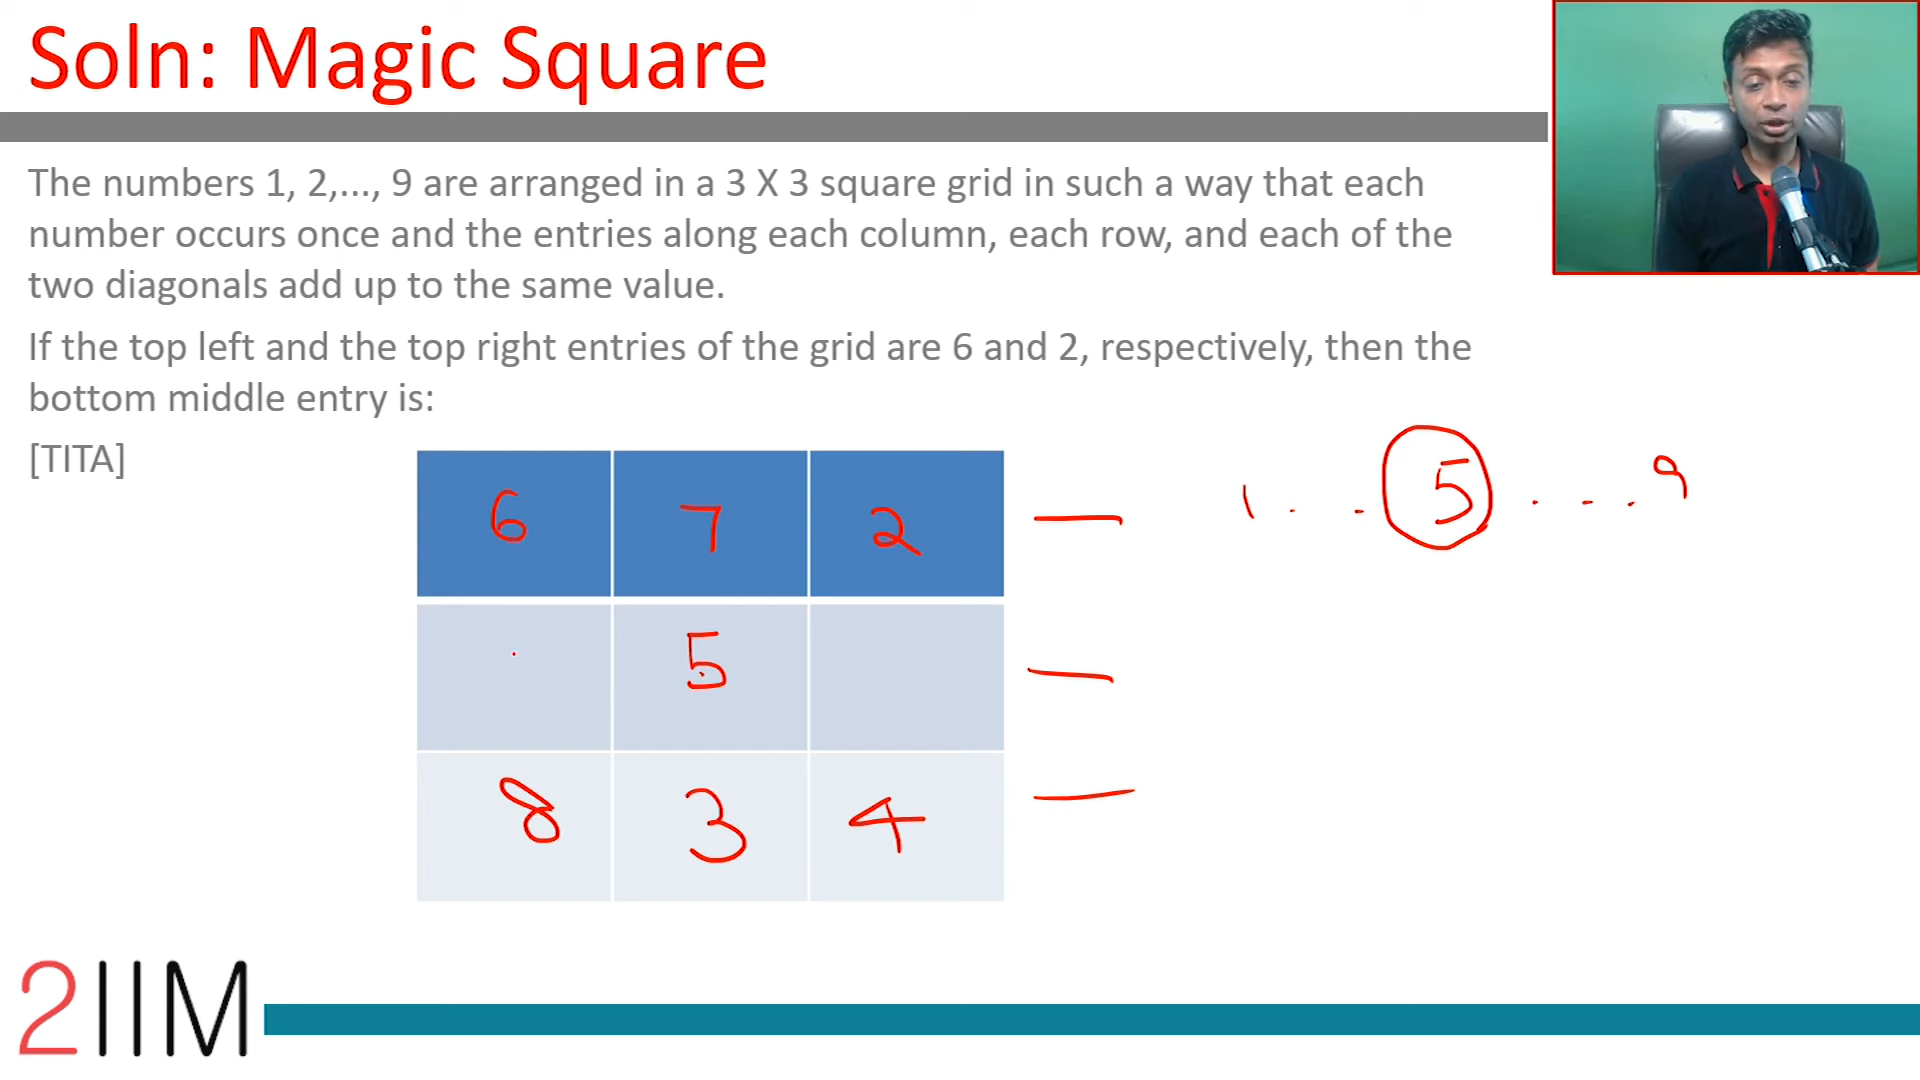 Soln: Magic Square
The numbers 1, 2,..., 9 are arranged in a 3 X 3 square grid in such a way that each
number occurs once and the entries along each column, each row, and each of the
two diagonals add up to the same value.
If the top left and the top right entries of the grid are 6 and 2, respectively, then the
bottom middle entry is:
[TITA]
1 . . 5 . . . 9
6 7 2
5
8 3 4
2IIM